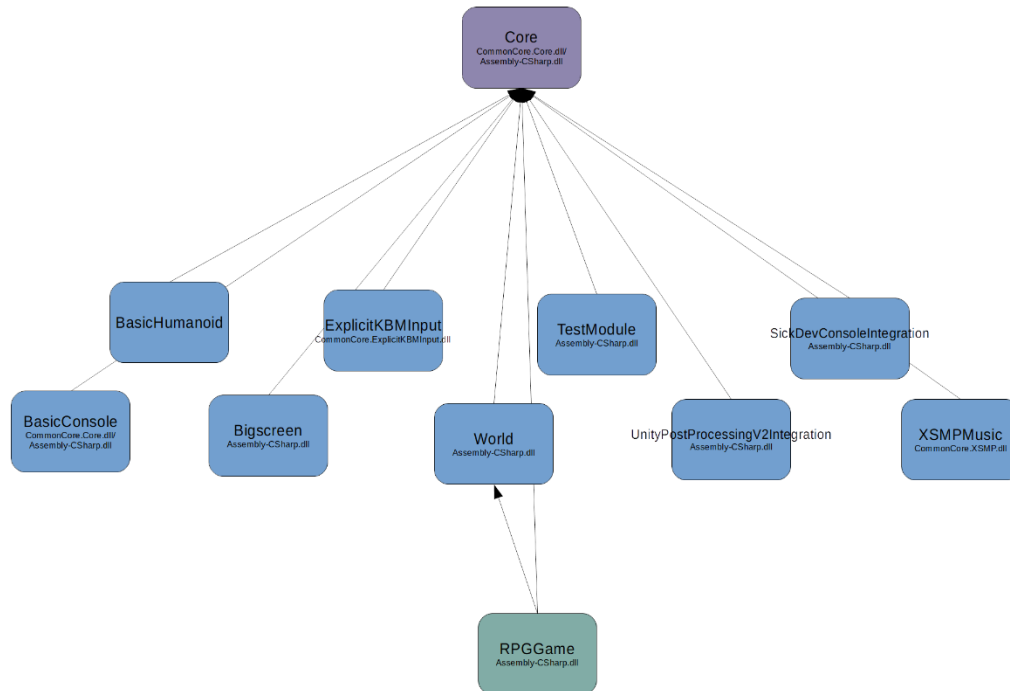 Core
CommonCore.Core.dll/
Assembly-CSharp.dll
BasicHumanoid
ExplicitKBMInput
CommonCore.ExplicitKBMInput.dll
TestModule
Assembly-CSharp.dll
SickDevConsoleIntegration
Assembly-CSharp.dll
BasicConsole
CommonCore.Core.dll/
Assembly-CSharp.dll
Bigscreen
Assembly-CSharp.dll
World
Assembly-CSharp.dll
UnityPostProcessingV2Integration
Assembly-CSharp.dll
XSMPMusic
CommonCore.XSMP.dll
RPGGame
Assembly-CSharp.dll